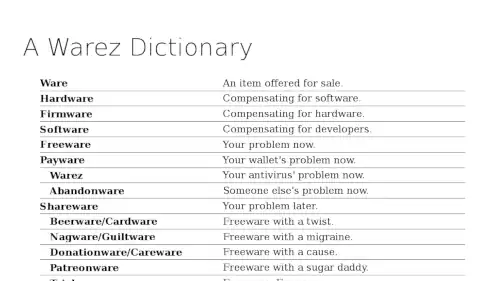 A Warez Dictionary
Ware An item offered for sale.
Hardware Compensating for software.
Firmware Compensating for hardware.
Software Compensating for developers.
Freeware Your problem now.
Payware Your wallet's problem now.
Warez Your antivirus' problem now.
Abandonware Someone else's problem now.
Shareware Your problem later.
Beerware/Cardware Freeware with a twist.
Nagware/Guiltware Freeware with a migraine.
Donationware/Careware Freeware with a cause.
Patreonware Freeware with a sugar daddy.